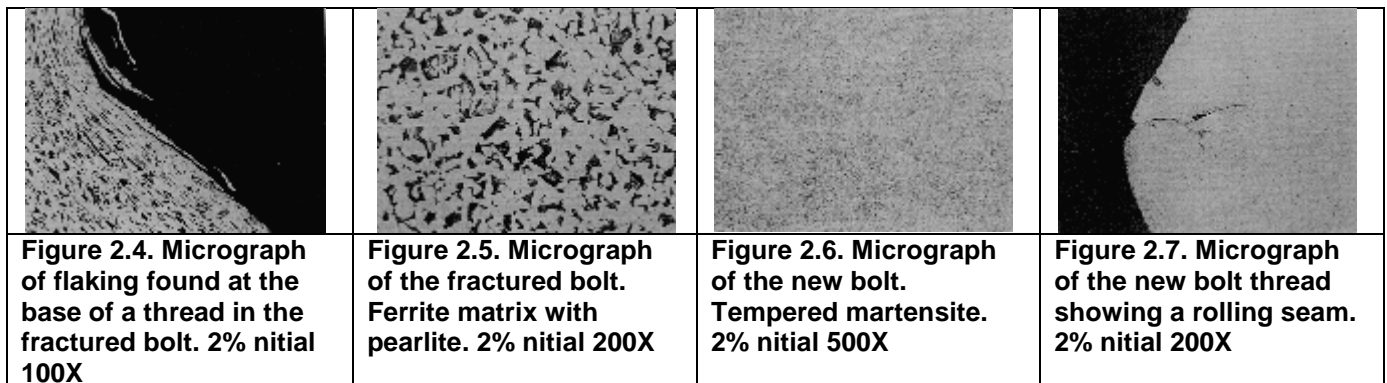 Figure 2.4. Micrograph
of flaking found at the
base of a thread in the
fractured bolt. 2% nitial
100X
Figure 2.5. Micrograph
of the fractured bolt.
Ferrite matrix with
pearlite. 2% nitial 200X
Figure 2.6. Micrograph
of the new bolt.
Tempered martensite.
2% nitial 500X
Figure 2.7. Micrograph
of the new bolt thread
showing a rolling seam.
2% nitial 200X